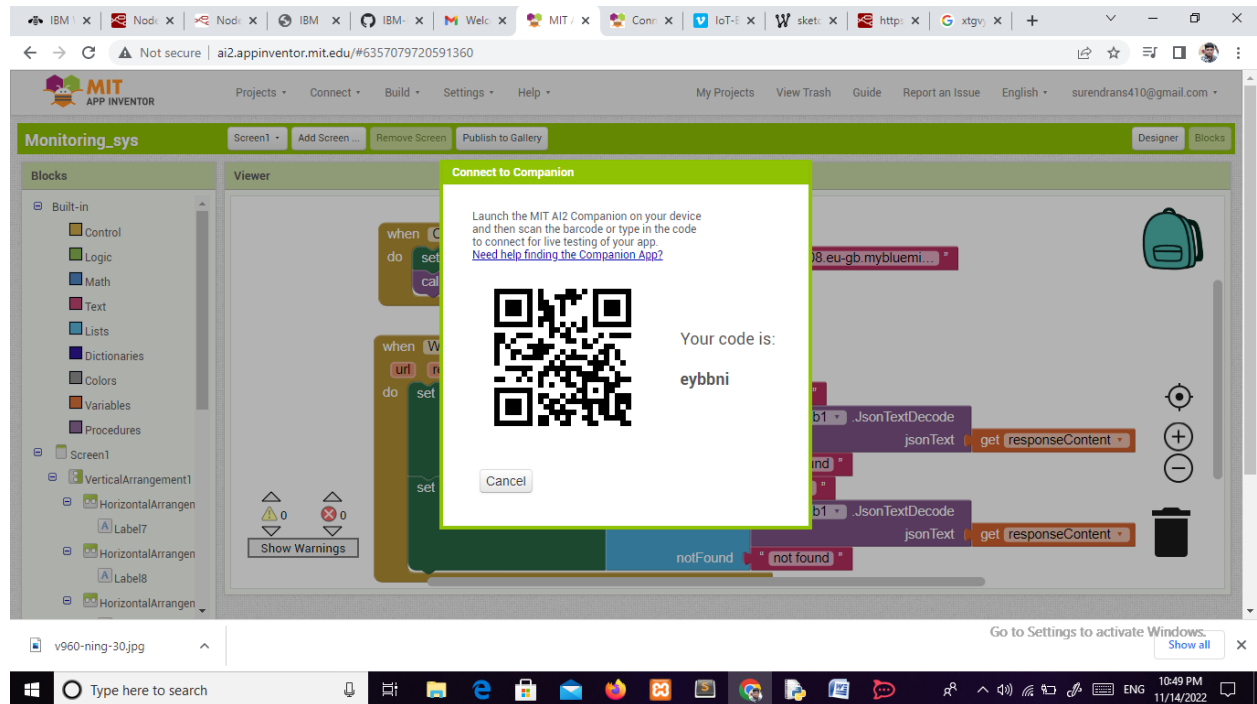 IBM \
Node
Node
IBM
IBM-
Welc
MIT /
Conn
IoT-E
sketc
https
xtgvj
Not secure | ai2.appinventor.mit.edu/#6357079720591360
MIT
APP INVENTOR
Projects Connect Build Settings Help My Projects View Trash Guide Report an Issue English surendrans410@gmail.com
Monitoring_sys Screen1 Add Screen ... Remove Screen Publish to Gallery Designer Blocks
Blocks Viewer
Connect to Companion
Launch the MIT AI2 Companion on your device
and then scan the barcode or type in the code
to connect for live testing of your app.
Need help finding the Companion App?
Your code is:
eybbni
Cancel
Built-in
Control
Logic
Math
Text
Lists
Dictionaries
Colors
Variables
Procedures
Screen1
VerticalArrangement1
HorizontalArrangen
Label7
HorizontalArrangen
Label8
HorizontalArrangen
when C
do set
cal
08.eu-gb.mybluemi... "
when W
url re
do set
"
b1 .JsonTextDecode
jsonText get responseContent
und "
set "
b1 .JsonTextDecode
jsonText get responseContent
notFound " not found "
0 0
Show Warnings
Go to Settings to activate Windows.
v960-ning-30.jpg Show all
Type here to search
ENG 10:49 PM
11/14/2022